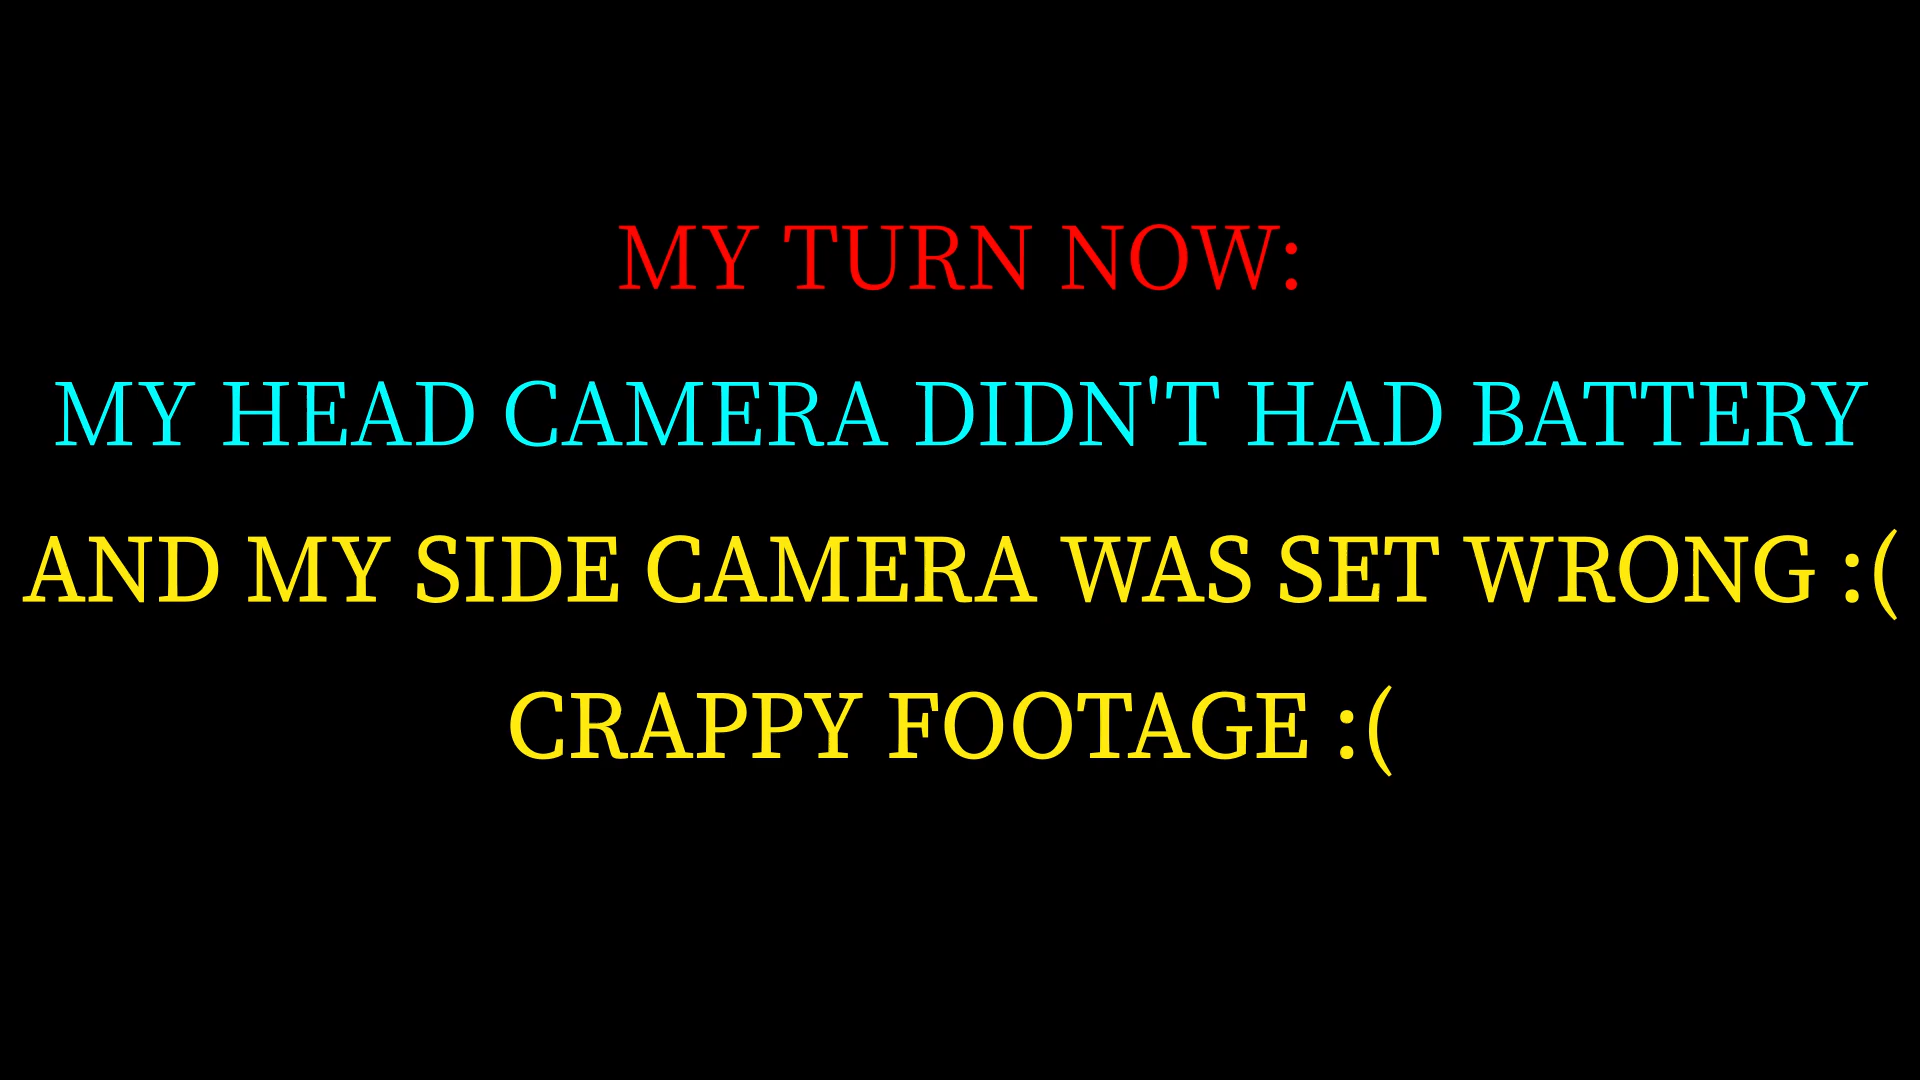 MY TURN NOW:
MY HEAD CAMERA DIDN'T HAD BATTERY
AND MY SIDE CAMERA WAS SET WRONG :(
CRAPPY FOOTAGE :(